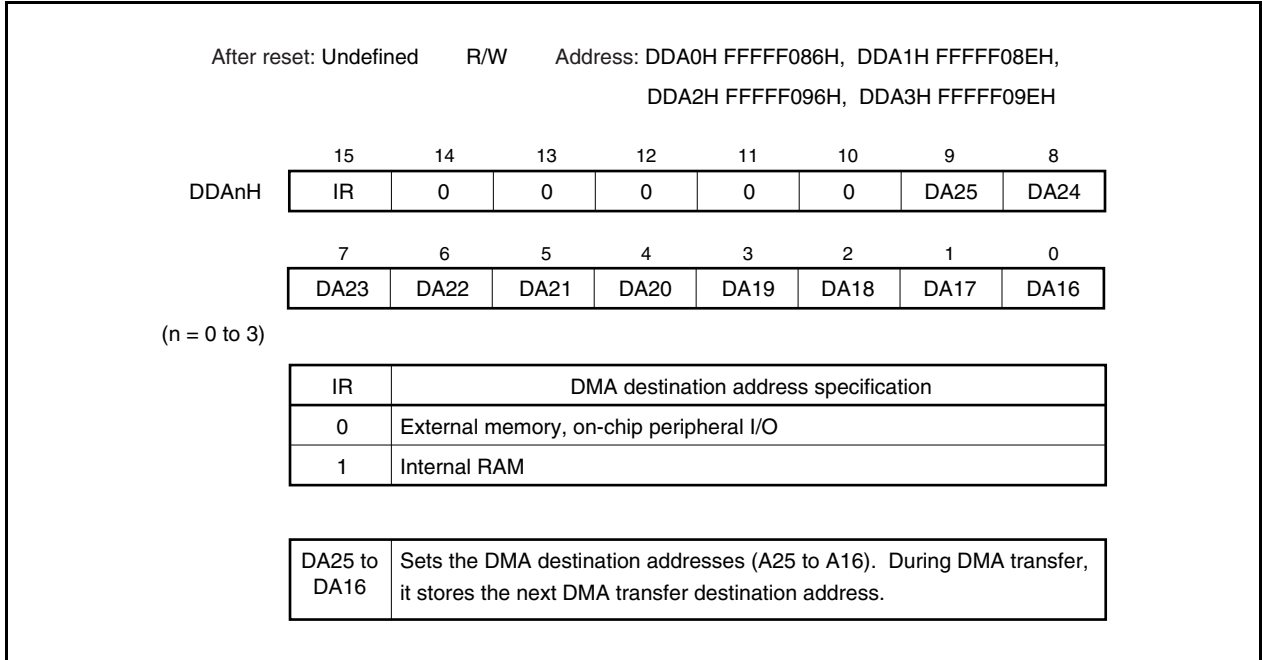 After reset: Undefined R/W Address: DDA0H FFFFF086H, DDA1H FFFFF08EH,
DDA2H FFFFF096H, DDA3H FFFFF09EH
15 14 13 12 11 10 9 8
DDAnH IR 0 0 0 0 0 DA25 DA24
7 6 5 4 3 2 1 0
DA23 DA22 DA21 DA20 DA19 DA18 DA17 DA16
(n = 0 to 3)
IR DMA destination address specification
0 External memory, on-chip peripheral I/O
1 Internal RAM
DA25 to DA16 Sets the DMA destination addresses (A25 to A16). During DMA transfer,
it stores the next DMA transfer destination address.